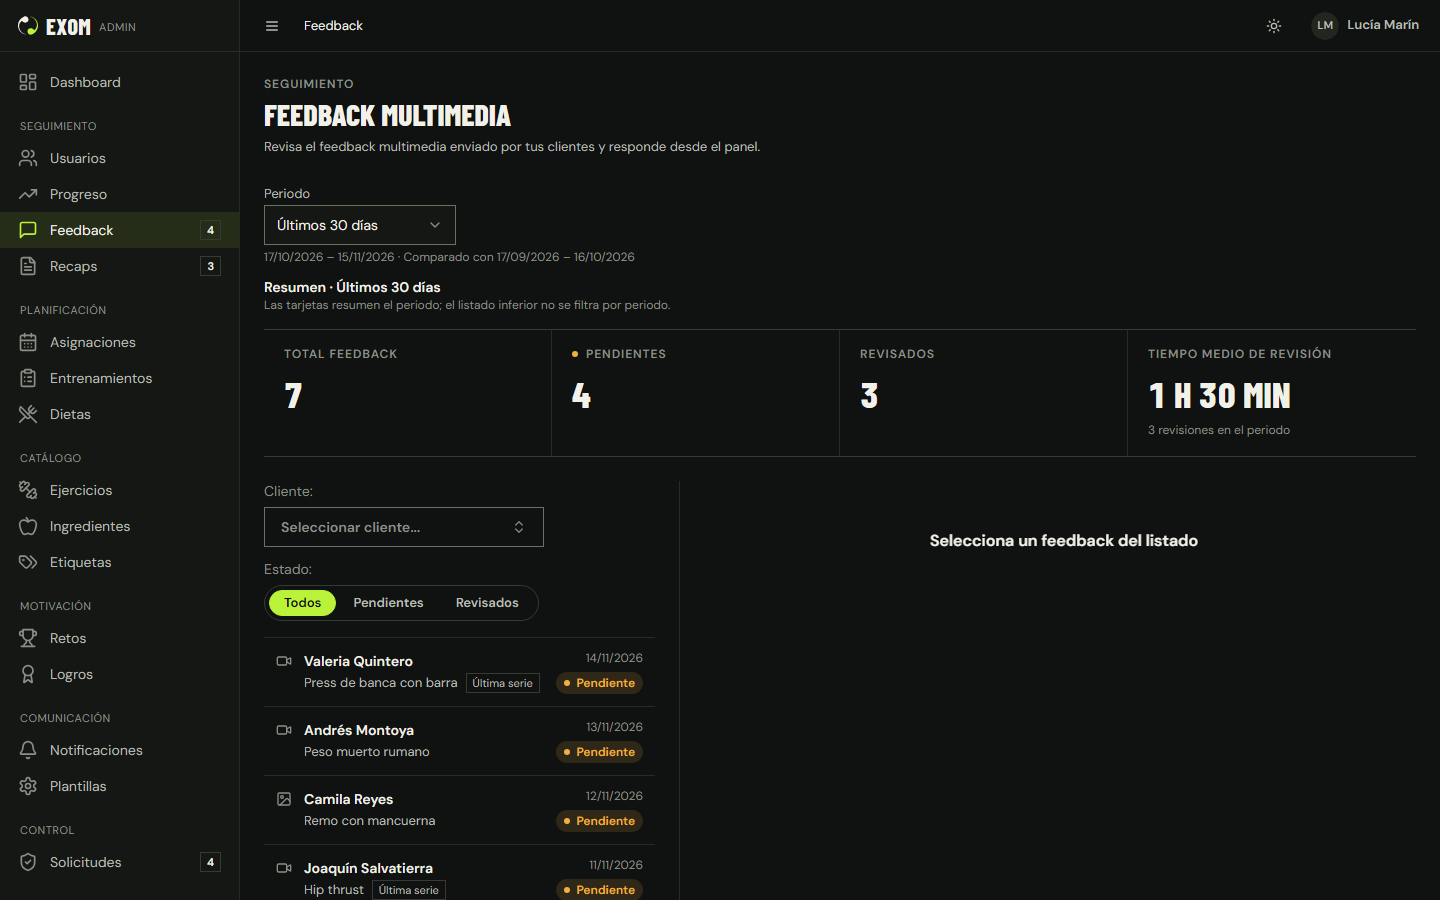 EXOM ADMIN
Dashboard
SEGUIMIENTO
Usuarios
Progreso
Feedback 4
Recaps 3
PLANIFICACIÓN
Asignaciones
Entrenamientos
Dietas
CATÁLOGO
Ejercicios
Ingredientes
Etiquetas
MOTIVACIÓN
Retos
Logros
COMUNICACIÓN
Notificaciones
Plantillas
CONTROL
Solicitudes 4
Feedback
LM Lucía Marín
SEGUIMIENTO
FEEDBACK MULTIMEDIA
Revisa el feedback multimedia enviado por tus clientes y responde desde el panel.
Periodo
Últimos 30 días
17/10/2026 – 15/11/2026 · Comparado con 17/09/2026 – 16/10/2026
Resumen · Últimos 30 días
Las tarjetas resumen el periodo; el listado inferior no se filtra por periodo.
TOTAL FEEDBACK
7
PENDIENTES
4
REVISADOS
3
TIEMPO MEDIO DE REVISIÓN
1 H 30 MIN
3 revisiones en el periodo
Cliente:
Seleccionar cliente...
Estado:
Todos Pendientes Revisados
Valeria Quintero 14/11/2026
Press de banca con barra Última serie Pendiente
Andrés Montoya 13/11/2026
Peso muerto rumano Pendiente
Camila Reyes 12/11/2026
Remo con mancuerna Pendiente
Joaquín Salvatierra 11/11/2026
Hip thrust Última serie Pendiente
Selecciona un feedback del listado